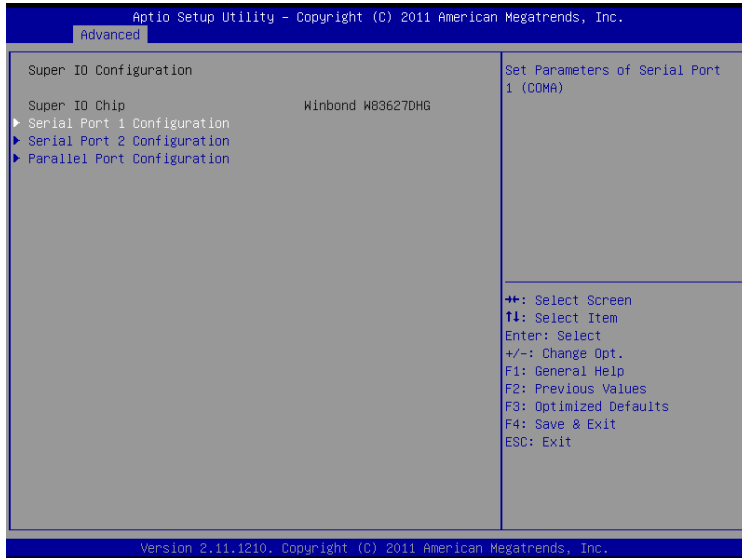 Aptio Setup Utility – Copyright (C) 2011 American Megatrends, Inc.
Advanced
Super IO Configuration
Super IO Chip Winbond W83627DHG
Serial Port 1 Configuration
Serial Port 2 Configuration
Parallel Port Configuration
Set Parameters of Serial Port
1 (COMA)
→←: Select Screen
↑↓: Select Item
Enter: Select
+/-: Change Opt.
F1: General Help
F2: Previous Values
F3: Optimized Defaults
F4: Save & Exit
ESC: Exit
Version 2.11.1210. Copyright (C) 2011 American Megatrends, Inc.